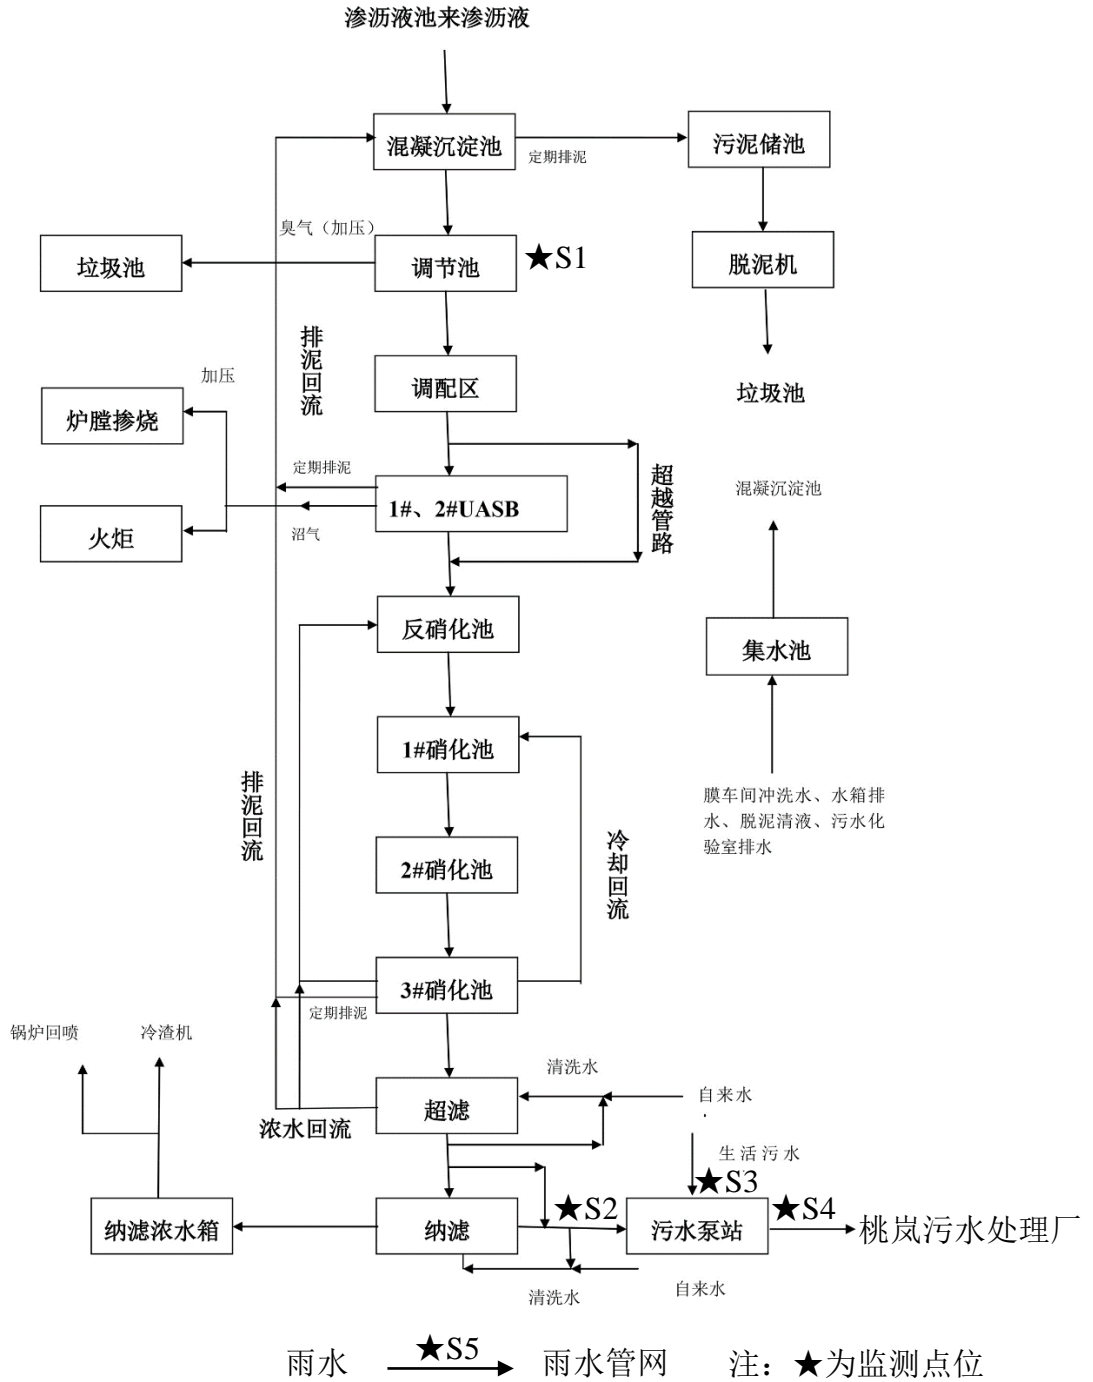 渗沥液池来渗沥液
混凝沉淀池
定期排泥
污泥储池
臭气（加压）
垃圾池
调节池
★S1
脱泥机
排泥回流
加压
调配区
垃圾池
炉膛掺烧
定期排泥
1#、2#UASB
超越管路
混凝沉淀池
火炬
沼气
反硝化池
集水池
1#硝化池
排泥回流
膜车间冲洗水、水箱排
水、脱泥清液、污水化
验室排水
2#硝化池
冷却回流
3#硝化池
定期排泥
锅炉回喷
冷渣机
清洗水
自来水
超滤
浓水回流
生活污水
★S3
★S2
★S4
纳滤浓水箱
纳滤
污水泵站
桃岚污水处理厂
清洗水
自来水
★S5
雨水
雨水管网
注：★为监测点位